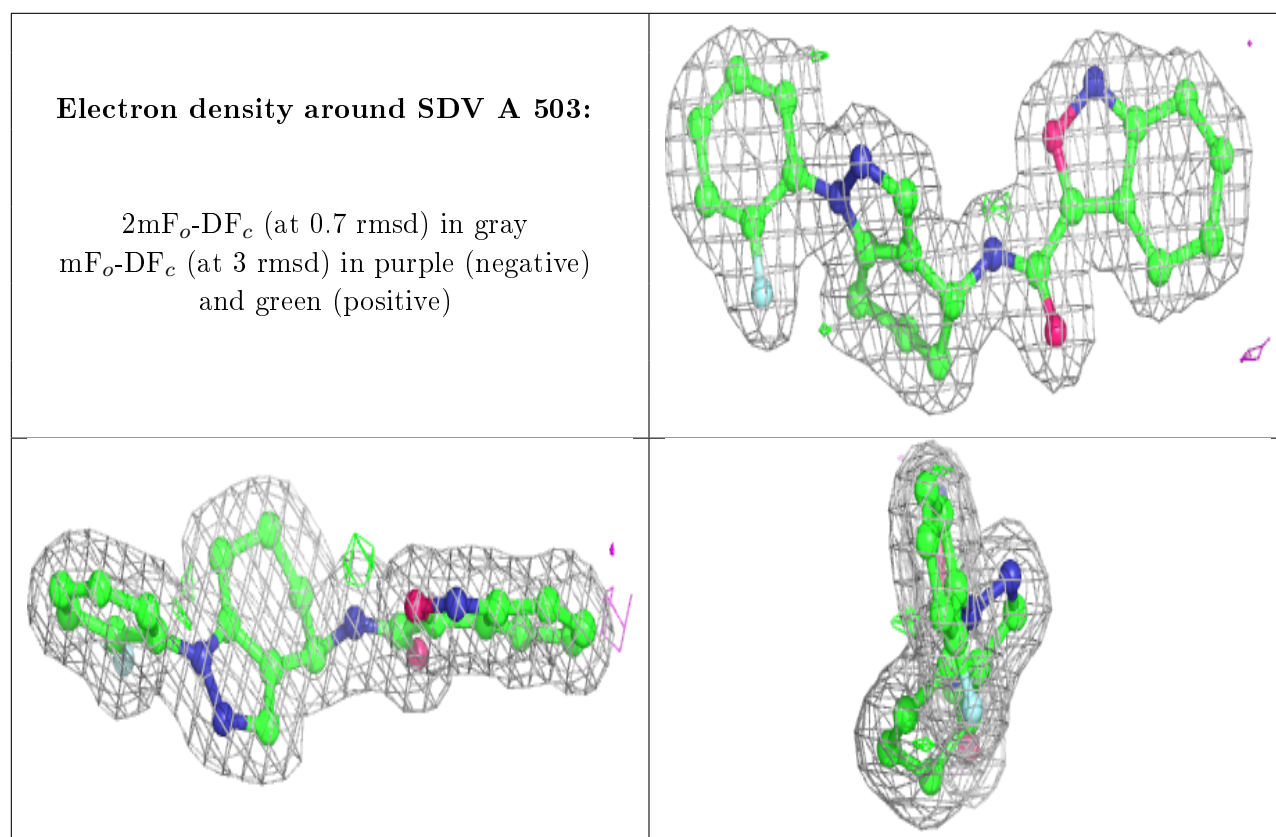 Electron density around SDV A 503:
2mFₒ-DF𝑐 (at 0.7 rmsd) in gray
mFₒ-DF𝑐 (at 3 rmsd) in purple (negative)
and green (positive)